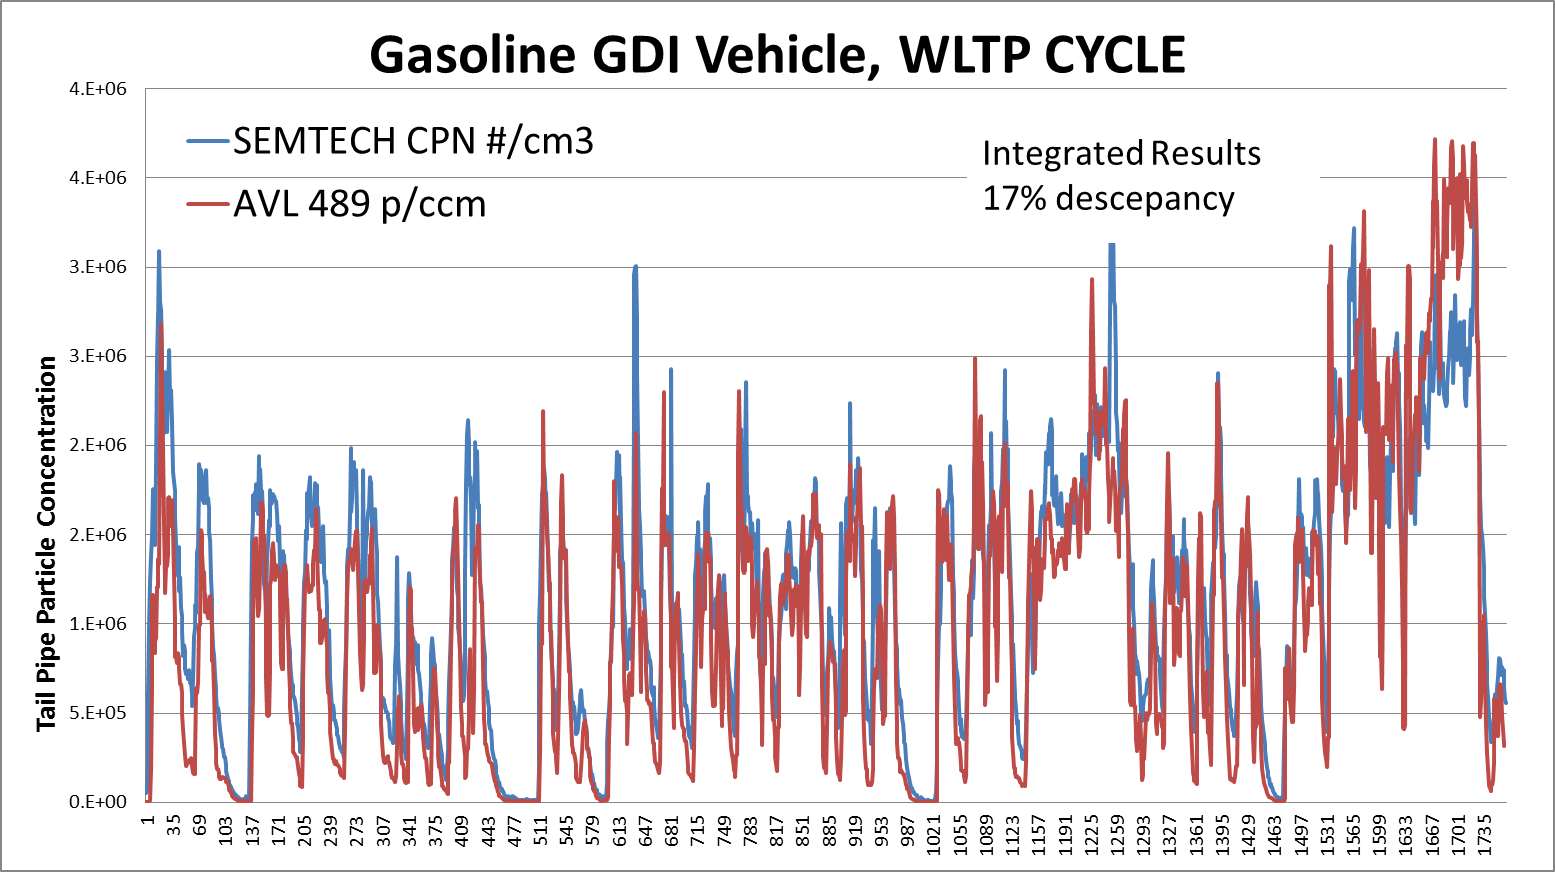 Gasoline GDI Vehicle, WLTP CYCLE
4.E+06
SEMTECH CPN #/cm3
Integrated Results
4.E+06
17% descepancy
AVL 489 p/ccm
3.E+06
3.E+06
2.E+06
2.E+06
1.E+06
5.E+05
0.E+00
Tail Pipe Particle Concentration
1 35 69 103 137 171 205 239 273 307 341 375 409 443 477 511 545 579 613 647 681 715 749 783 817 851 885 919 953 987 1021 1055 1089 1123 1157 1191 1225 1259 1293 1327 1361 1395 1429 1463 1497 1531 1565 1599 1633 1667 1701 1735